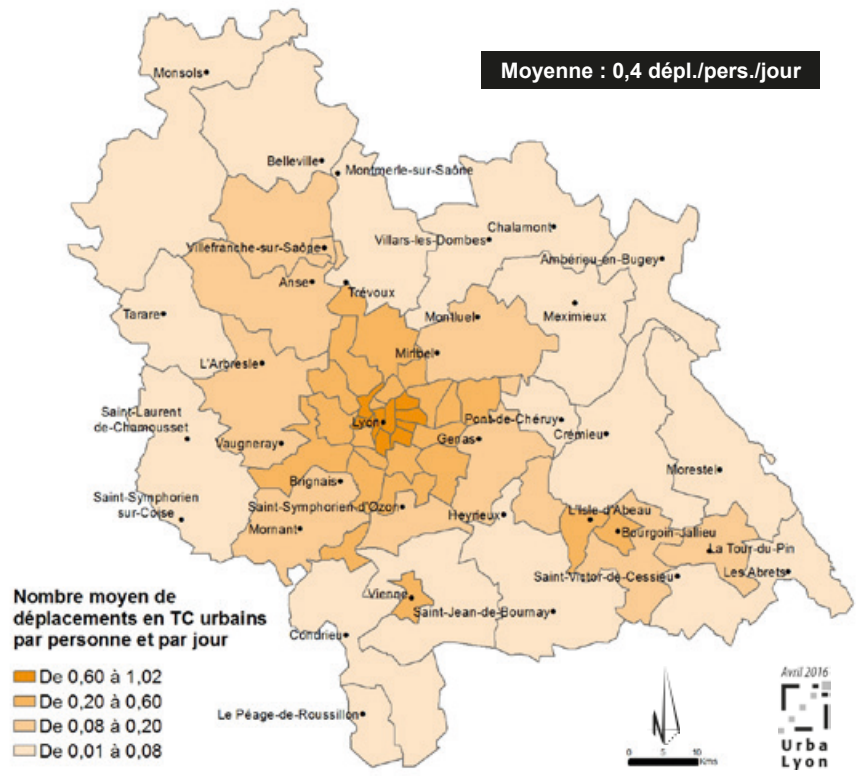 Moyenne : 0,4 dépl./pers./jour
Monsols
Belleville
Montmerle-sur-Saône
Chalamont
Villars-les-Dombes
Villefranche-sur-Saône
Ambérieu-en-Bugey
Anse
Trévoux
Tarare
Montluel
Meximieux
Miribel
L'Arbresle
Saint-Laurent
de-Chamousset
Lyon
Pont-de-Chéruy
Crémieu
Vaugneray
Genas
Morestel
Brignais
Saint-Symphorien
sur-Coise
Saint-Symphorien d'Ozon
Heyrieux
L'Isle-d'Abeau
Mornant
Bourgoin-Jallieu
La Tour-du-Pin
Saint-Victor-de-Cessieu
Les Abrets
Vienne
Saint-Jean-de-Bournay
Condrieu
Le Péage-de-Roussillon
Nombre moyen de
déplacements en TC urbains
par personne et par jour
De 0,60 à 1,02
De 0,20 à 0,60
De 0,08 à 0,20
De 0,01 à 0,08
N
0 5 10
Kms
Avril 2016
Urba
Lyon